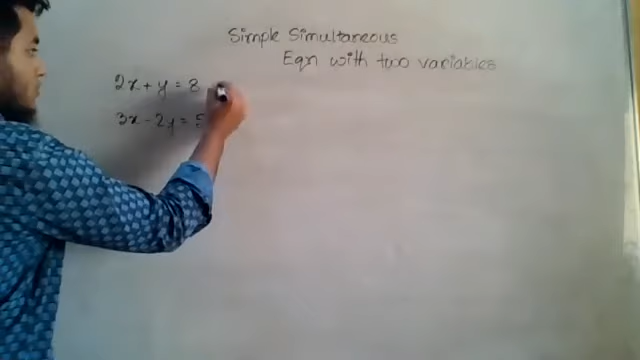 Simple Simultaneous
Eqn with two variables
2x + y = 8
3x - 2y = 5